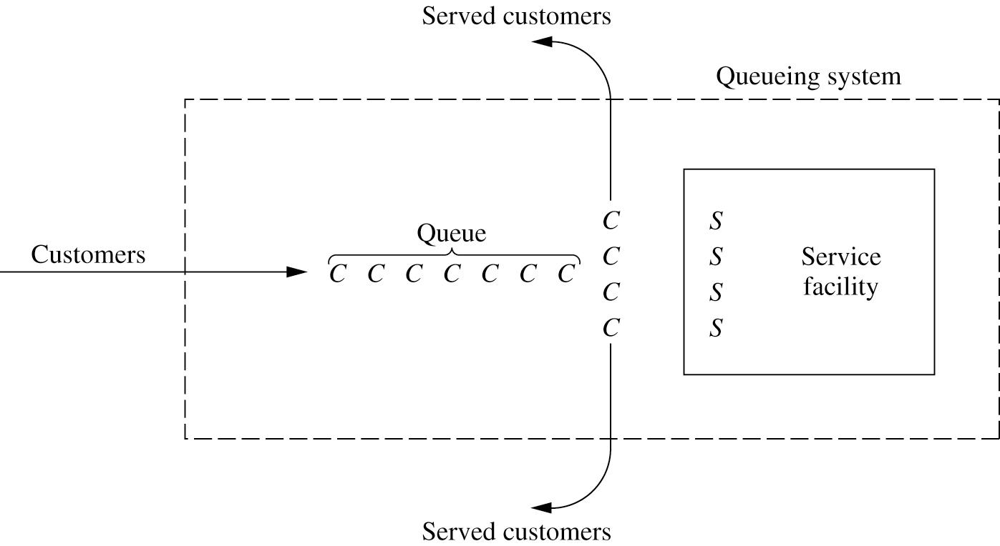 Served customers
Queueing system
Customers
Queue
C C C C C C C
C
C
C
C
S
S
S
S
Service
facility
Served customers